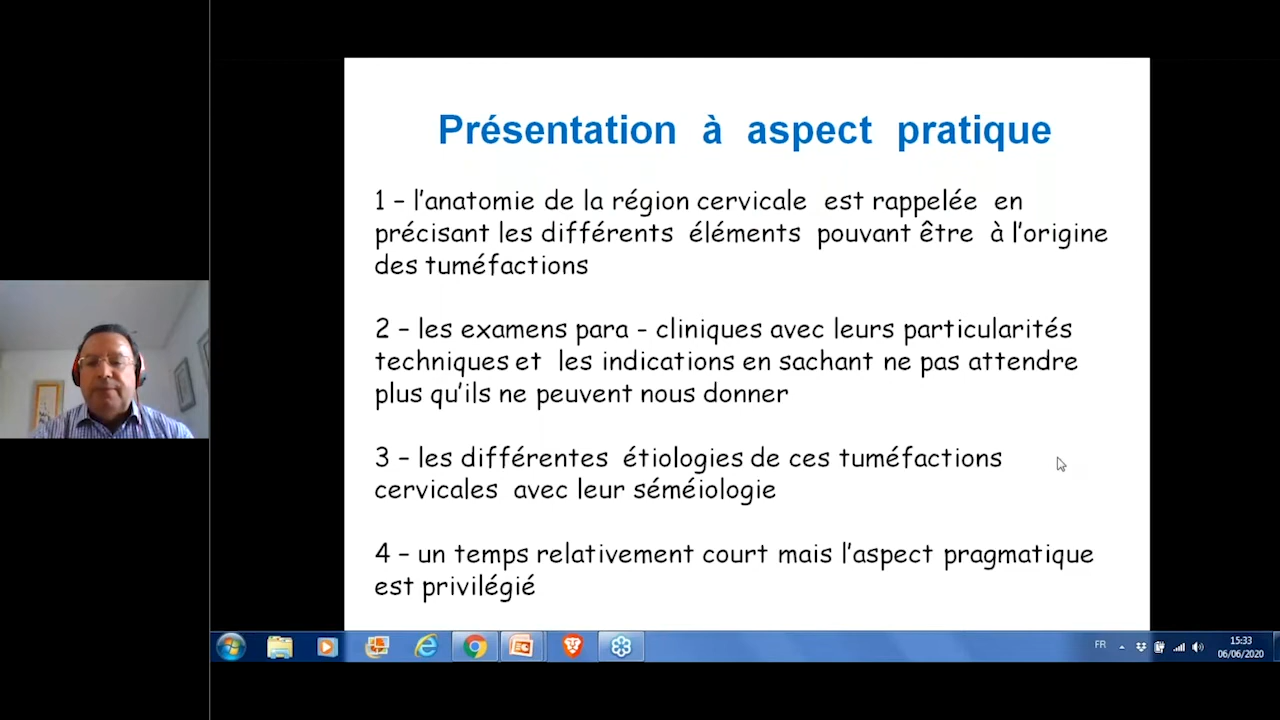 Présentation à aspect pratique
1 – l'anatomie de la région cervicale est rappelée en
précisant les différents éléments pouvant être à l'origine
des tuméfactions
2 – les examens para - cliniques avec leurs particularités
techniques et les indications en sachant ne pas attendre
plus qu'ils ne peuvent nous donner
3 – les différentes étiologies de ces tuméfactions
cervicales avec leur séméiologie
4 – un temps relativement court mais l'aspect pragmatique
est privilégié
FR
15:33
06/06/2020